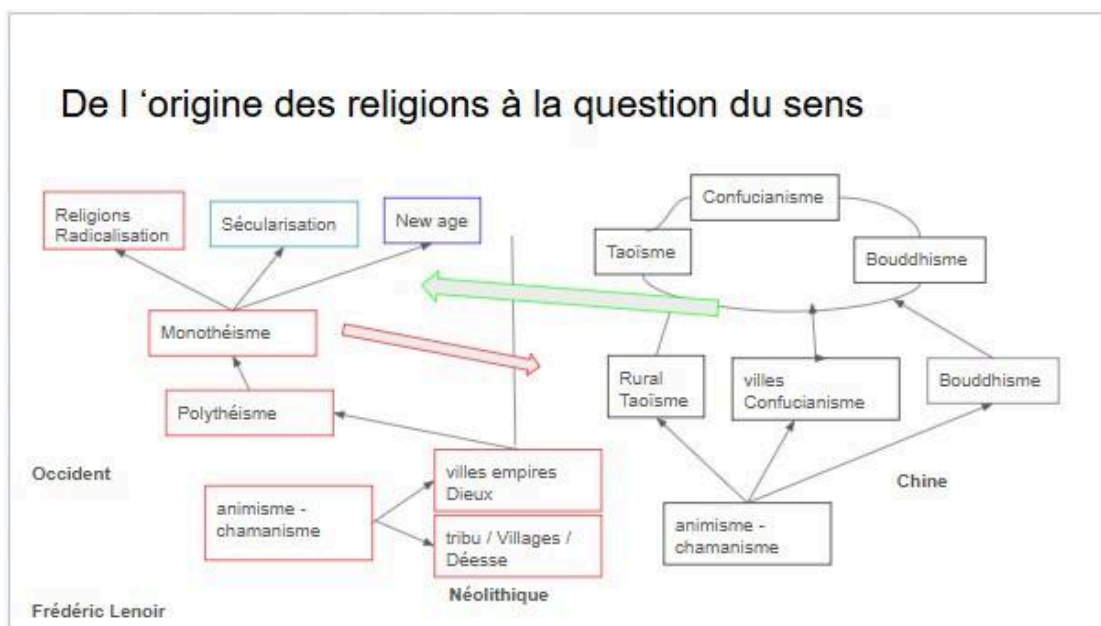 De l ‘origine des religions à la question du sens
Religions
Radicalisation
Sécularisation
New age
Confucianisme
Taoïsme
Bouddhisme
Monothéisme
Polythéisme
Rural
Taoïsme
villes
Confucianisme
Bouddhisme
Occident
villes empires
Dieux
Chine
animisme -
chamanisme
tribu / Villages /
Déesse
animisme -
chamanisme
Néolithique
Frédéric Lenoir